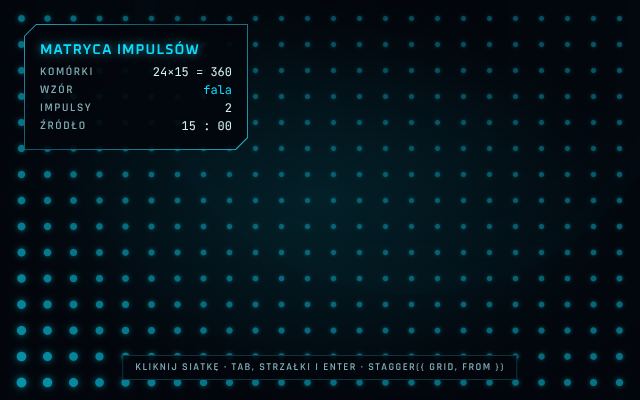 MATRYCA IMPULSÓW
KOMÓRKI 24×15 = 360
WZÓR fala
IMPULSY 2
ŹRÓDŁO 15 : 00
KLIKNIJ SIATKĘ · TAB, STRZAŁKI I ENTER · STAGGER({ GRID, FROM })